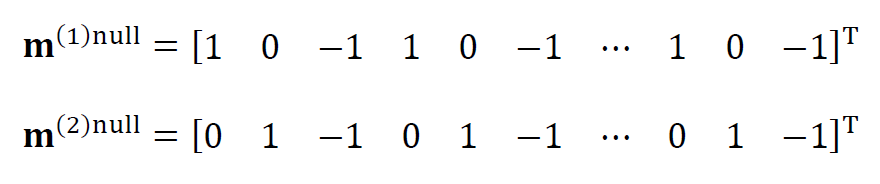 m⁽¹⁾ⁿᵘˡˡ = [1 0 −1 1 0 −1 ⋯ 1 0 −1]ᵀ
m⁽²⁾ⁿᵘˡˡ = [0 1 −1 0 1 −1 ⋯ 0 1 −1]ᵀ